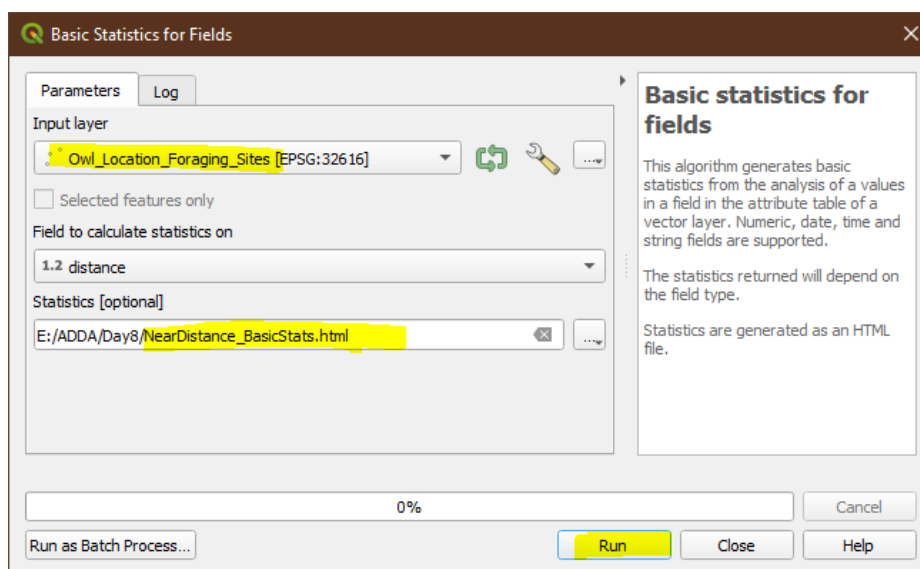 Basic Statistics for Fields
Parameters
Log
Input layer
Owl_Location_Foraging_Sites [EPSG:32616]
...
Selected features only
Field to calculate statistics on
1.2 distance
Statistics [optional]
E:/ADDA/Day8/NearDistance_BasicStats.html
...
Basic statistics for
fields
This algorithm generates basic
statistics from the analysis of a values
in a field in the attribute table of a
vector layer. Numeric, date, time and
string fields are supported.
The statistics returned will depend on
the field type.
Statistics are generated as an HTML
file.
0%
Cancel
Run as Batch Process...
Run
Close
Help